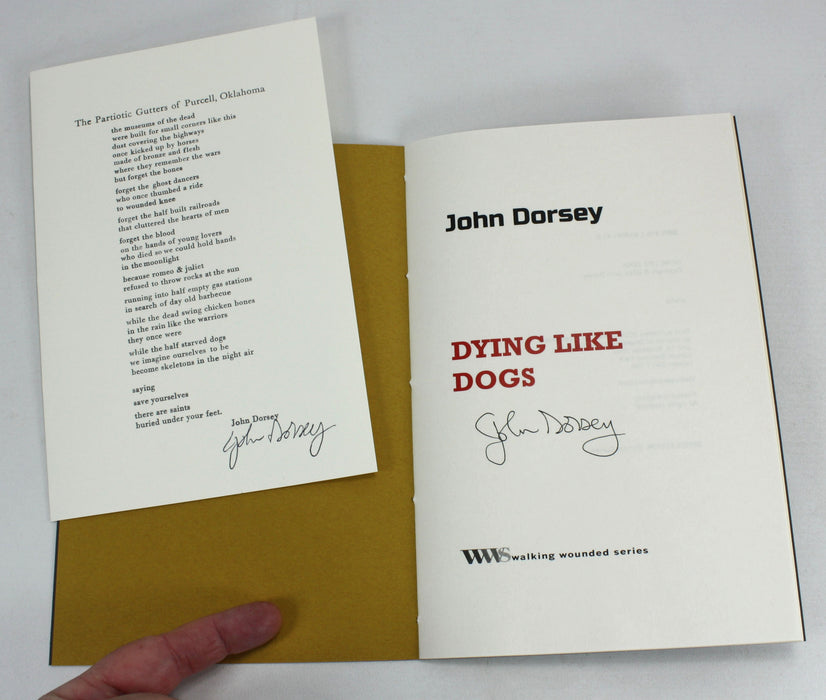 The Partiotic Gutters of Purcell, Oklahoma
the museums of the dead
were built for small corners like this
dust covering the highways
once kicked up by horses
made of bronze and flesh
where they remember the wars
but forget the bones
forget the ghost dancers
who once thumbed a ride
to wounded knee
forget the half built railroads
that cluttered the hearts of men
forget the blood
on the hands of young lovers
who died so we could hold hands
in the moonlight
because romeo & juliet
refused to throw rocks at the sun
running into half empty gas stations
in search of day old barbecue
while the dead swing chicken bones
in the rain like the warriors
they once were
while the half starved dogs
we imagine ourselves to be
become skeletons in the night air
saying
save yourselves
there are saints
buried under your feet.
John Dorsey
John Dorsey
John Dorsey
DYING LIKE
DOGS
John Dorsey
WWS walking wounded series